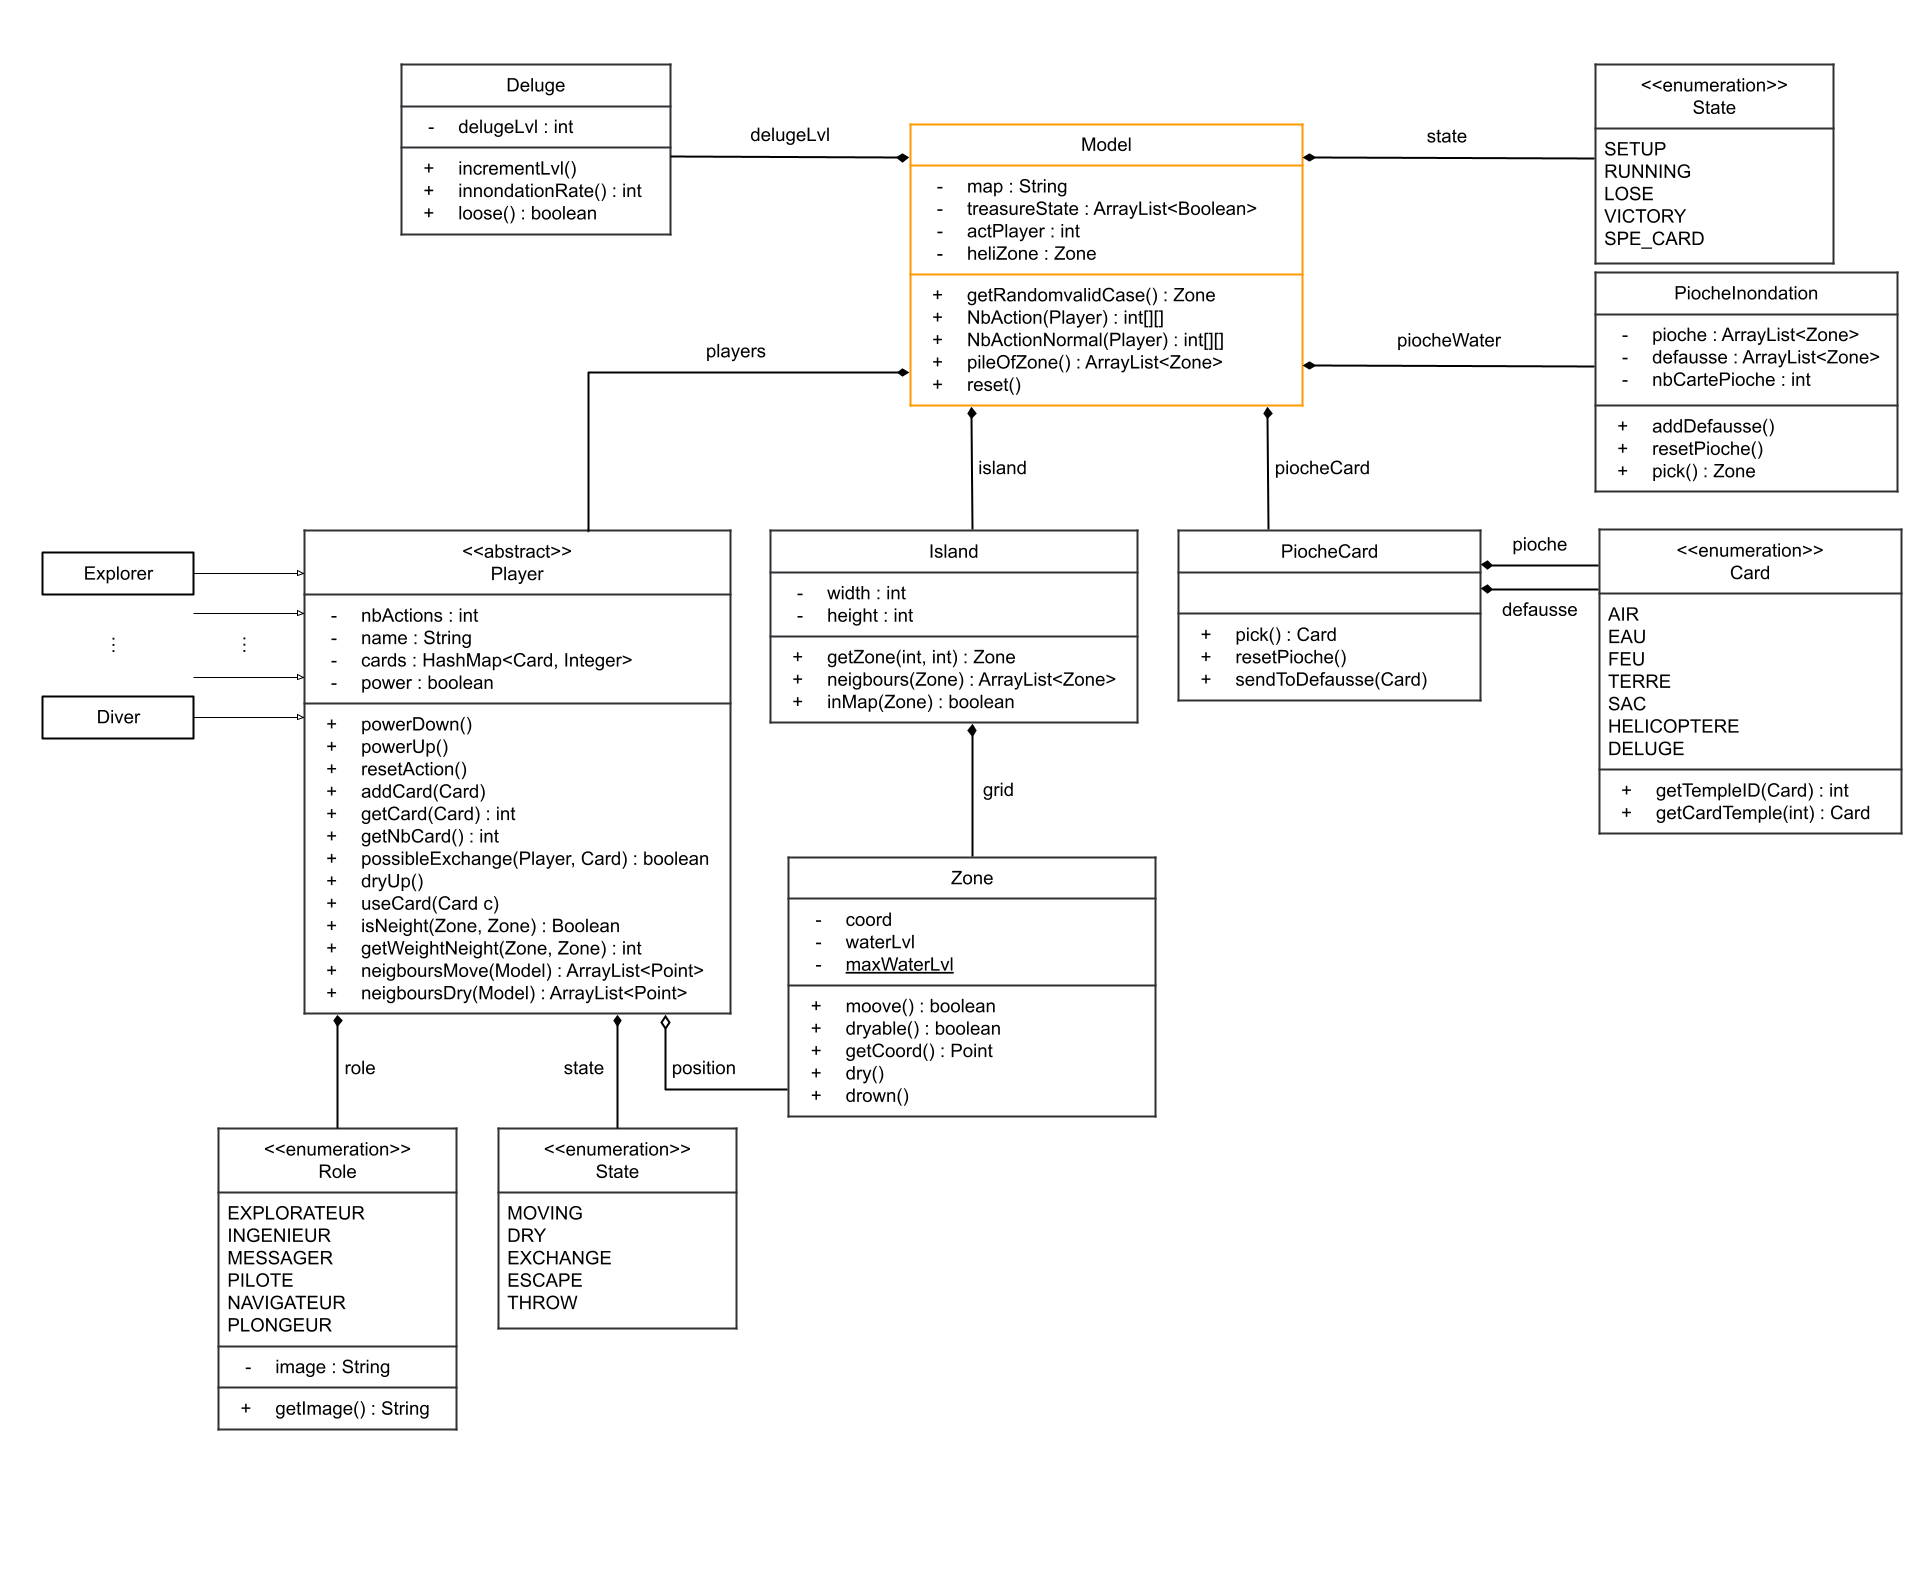 Deluge
- delugeLvl : int
+ incrementLvl()
+ innondationRate() : int
+ loose() : boolean
delugeLvl
Model
- map : String
- treasureState : ArrayList<Boolean>
- actPlayer : int
- heliZone : Zone
+ getRandomvalidCase() : Zone
+ NbAction(Player) : int[][]
+ NbActionNormal(Player) : int[][]
+ pileOfZone() : ArrayList<Zone>
+ reset()
state
<<enumeration>>
State
SETUP
RUNNING
LOSE
VICTORY
SPE_CARD
piocheWater
PiocheInondation
- pioche : ArrayList<Zone>
- defausse : ArrayList<Zone>
- nbCartePioche : int
+ addDefausse()
+ resetPioche()
+ pick() : Zone
players
island
piocheCard
Explorer
⋮ ⋮
Diver
<<abstract>>
Player
- nbActions : int
- name : String
- cards : HashMap<Card, Integer>
- power : boolean
+ powerDown()
+ powerUp()
+ resetAction()
+ addCard(Card)
+ getCard(Card) : int
+ getNbCard() : int
+ possibleExchange(Player, Card) : boolean
+ dryUp()
+ useCard(Card c)
+ isNeight(Zone, Zone) : Boolean
+ getWeightNeight(Zone, Zone) : int
+ neigboursMove(Model) : ArrayList<Point>
+ neigboursDry(Model) : ArrayList<Point>
Island
- width : int
- height : int
+ getZone(int, int) : Zone
+ neigbours(Zone) : ArrayList<Zone>
+ inMap(Zone) : boolean
PiocheCard
+ pick() : Card
+ resetPioche()
+ sendToDefausse(Card)
pioche
defausse
<<enumeration>>
Card
AIR
EAU
FEU
TERRE
SAC
HELICOPTERE
DELUGE
+ getTempleID(Card) : int
+ getCardTemple(int) : Card
grid
Zone
- coord
- waterLvl
- maxWaterLvl
+ moove() : boolean
+ dryable() : boolean
+ getCoord() : Point
+ dry()
+ drown()
role
state
position
<<enumeration>>
Role
EXPLORATEUR
INGENIEUR
MESSAGER
PILOTE
NAVIGATEUR
PLONGEUR
- image : String
+ getImage() : String
<<enumeration>>
State
MOVING
DRY
EXCHANGE
ESCAPE
THROW